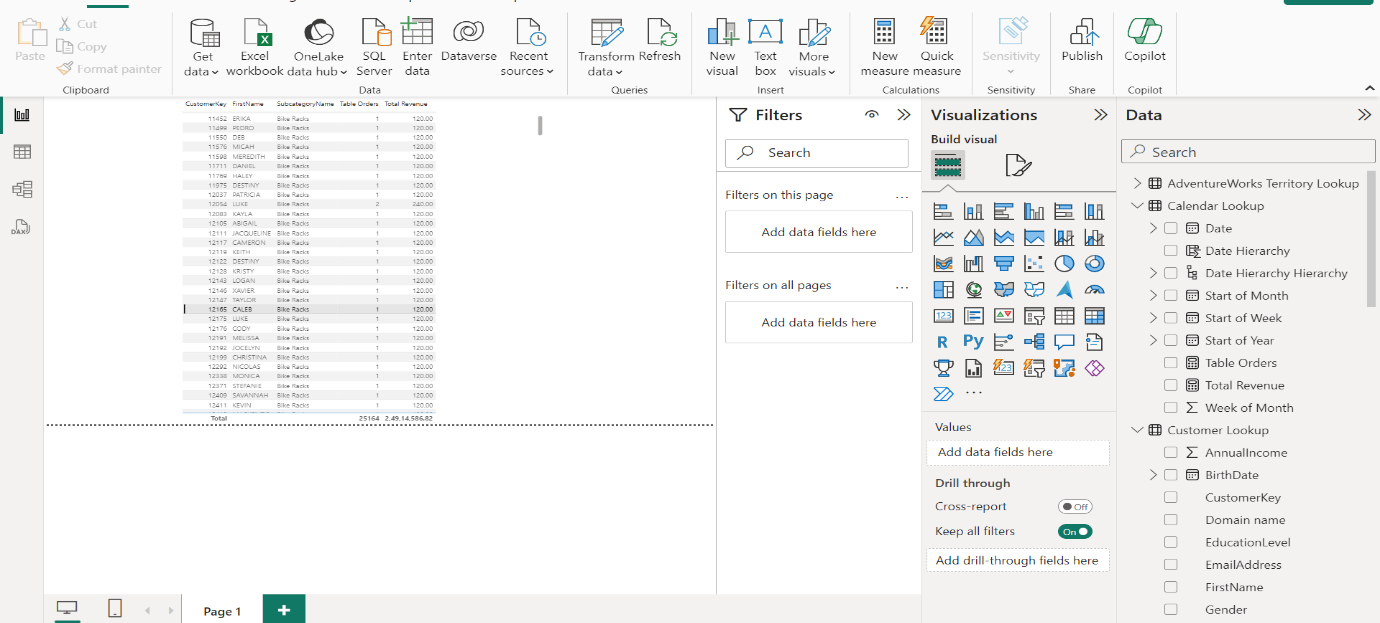 Cut
Copy
Format painter
Paste
Clipboard
Get data
Excel workbook
OneLake data hub
SQL Server
Enter data
Dataverse
Recent sources
Data
Transform data
Refresh
Queries
New visual
Text box
More visuals
Insert
New measure
Quick measure
Calculations
Sensitivity
Sensitivity
Publish
Share
Copilot
Copilot
CustomerKey FirstName SubcategoryName Table Orders Total Revenue
11452 ERIKA Bike Racks 1 120.00
11499 PEDRO Bike Racks 1 120.00
11550 DEB Bike Racks 1 120.00
11576 MICAH Bike Racks 1 120.00
11598 MEREDITH Bike Racks 1 120.00
11711 DANIEL Bike Racks 1 120.00
11769 HALEY Bike Racks 1 120.00
11975 DESTINY Bike Racks 1 120.00
12037 PATRICIA Bike Racks 1 120.00
12054 LUKE Bike Racks 2 240.00
12083 KAYLA Bike Racks 1 120.00
12105 ABIGAIL Bike Racks 1 120.00
12111 JACQUELINE Bike Racks 1 120.00
12117 CAMERON Bike Racks 1 120.00
12119 KEITH Bike Racks 1 120.00
12122 DESTINY Bike Racks 1 120.00
12128 KRISTY Bike Racks 1 120.00
12143 LOGAN Bike Racks 1 120.00
12146 XAVIER Bike Racks 1 120.00
12147 TAYLOR Bike Racks 1 120.00
12165 CALEB Bike Racks 1 120.00
12175 LUKE Bike Racks 1 120.00
12176 CODY Bike Racks 1 120.00
12191 MELISSA Bike Racks 1 120.00
12192 JOCELYN Bike Racks 1 120.00
12199 CHRISTINA Bike Racks 1 120.00
12292 NICOLAS Bike Racks 1 120.00
12338 MONICA Bike Racks 1 120.00
12371 STEFANIE Bike Racks 1 120.00
12409 SAVANNAH Bike Racks 1 120.00
12411 KEVIN Bike Racks 1 120.00
Total 25164 2,49,14,586.82
Page 1
Filters
Search
Filters on this page
Add data fields here
Filters on all pages
Add data fields here
Visualizations
Build visual
123
R Py
123
Values
Add data fields here
Drill through
Cross-report Off
Keep all filters On
Add drill-through fields here
Data
Search
AdventureWorks Territory Lookup
Calendar Lookup
Date
Date Hierarchy
Date Hierarchy Hierarchy
Start of Month
Start of Week
Start of Year
Table Orders
Total Revenue
Week of Month
Customer Lookup
AnnualIncome
BirthDate
CustomerKey
Domain name
EducationLevel
EmailAddress
FirstName
Gender